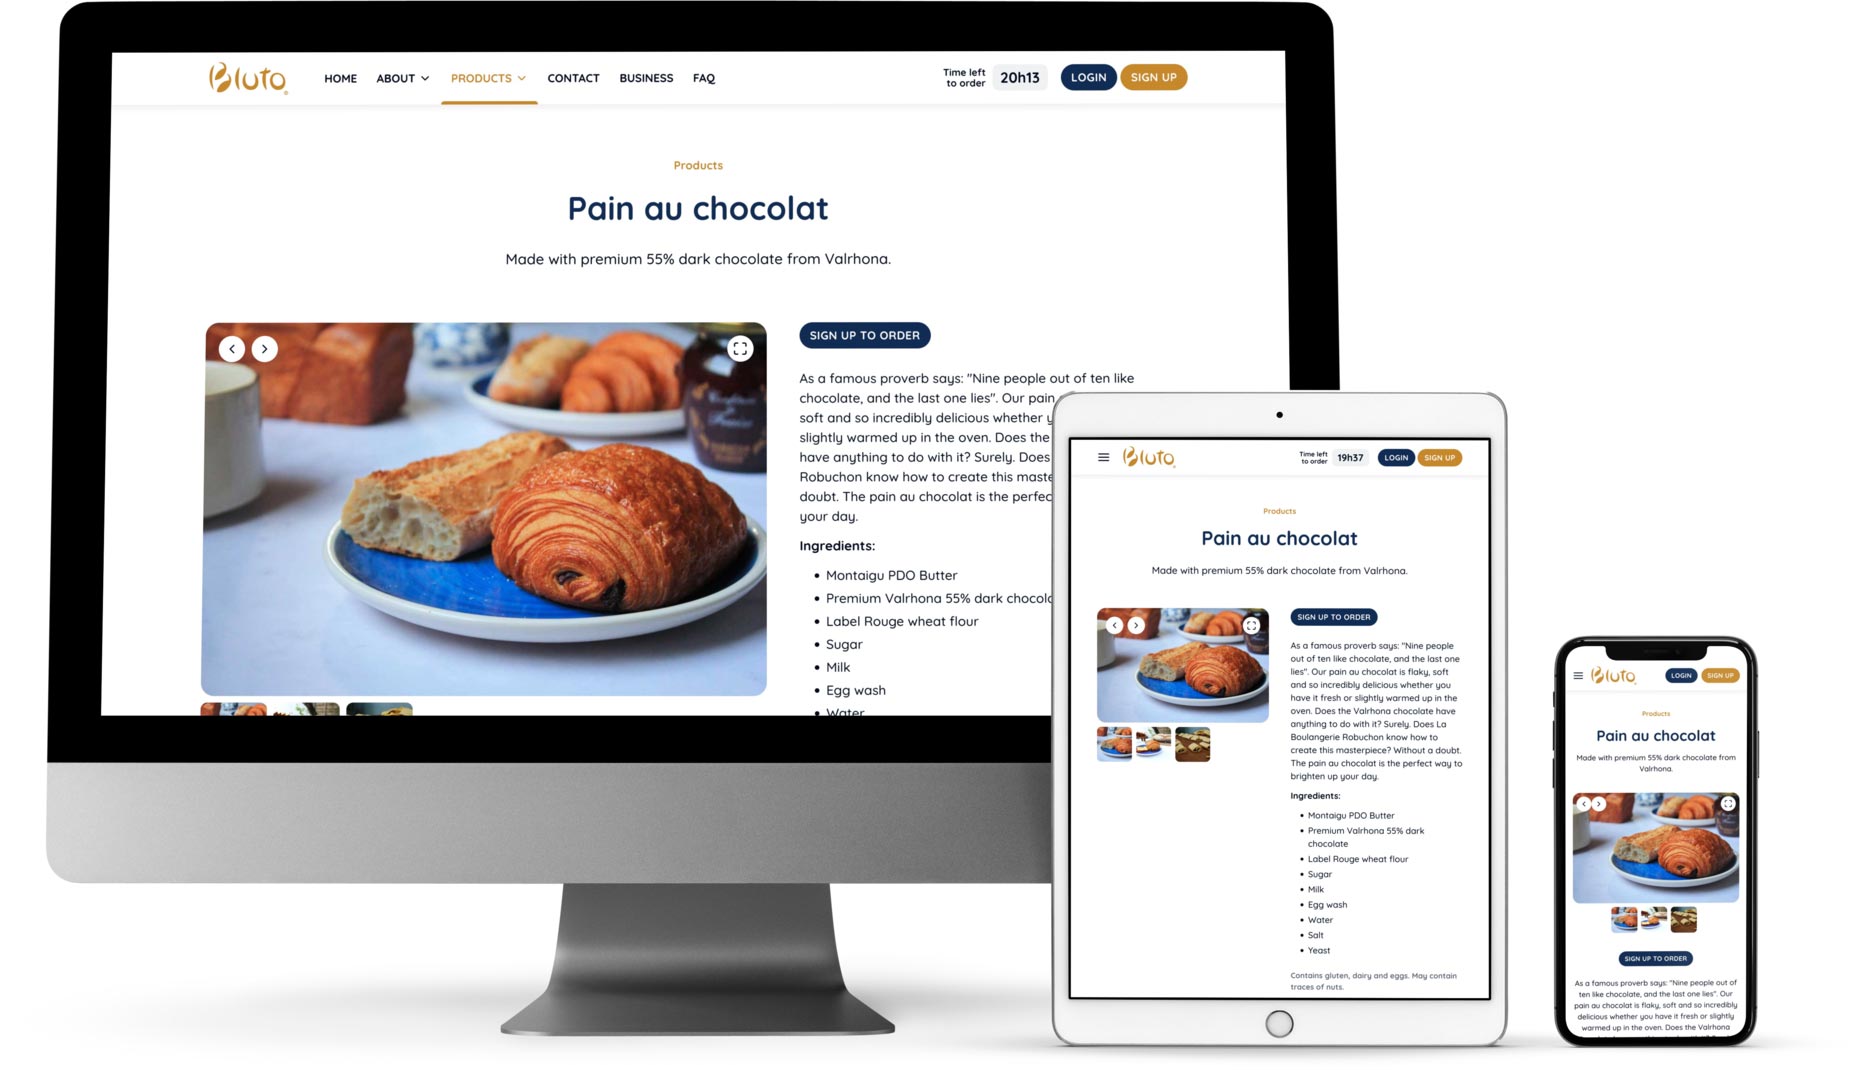 Bluto
HOME
ABOUT
PRODUCTS
CONTACT
BUSINESS
FAQ
Time left
to order
20h13
LOGIN
SIGN UP
Products
Pain au chocolat
Made with premium 55% dark chocolate from Valrhona.
SIGN UP TO ORDER
As a famous proverb says: "Nine people out of ten like
chocolate, and the last one lies". Our pain
soft and so incredibly delicious whether y
slightly warmed up in the oven. Does the
have anything to do with it? Surely. Does
Robuchon know how to create this maste
doubt. The pain au chocolat is the perfec
your day.
Ingredients:
Montaigu PDO Butter
Premium Valrhona 55% dark chocola
Label Rouge wheat flour
Sugar
Milk
Egg wash
Water
Bluto
Time left
to order
19h37
LOGIN
SIGN UP
Products
Pain au chocolat
Made with premium 55% dark chocolate from Valrhona.
SIGN UP TO ORDER
As a famous proverb says: "Nine people
out of ten like chocolate, and the last one
lies". Our pain au chocolat is flaky, soft
and so incredibly delicious whether you
have it fresh or slightly warmed up in the
oven. Does the Valrhona chocolate have
anything to do with it? Surely. Does La
Boulangerie Robuchon know how to
create this masterpiece? Without a doubt.
The pain au chocolat is the perfect way to
brighten up your day.
Ingredients:
Montaigu PDO Butter
Premium Valrhona 55% dark
chocolate
Label Rouge wheat flour
Sugar
Milk
Egg wash
Water
Salt
Yeast
Contains gluten, dairy and eggs. May contain
traces of nuts.
Bluto
LOGIN
SIGN UP
Products
Pain au chocolat
Made with premium 55% dark chocolate from
Valrhona.
SIGN UP TO ORDER
As a famous proverb says: "Nine people out of
ten like chocolate, and the last one lies". Our
pain au chocolat is flaky, soft and so incredibly
delicious whether you have it fresh or slightly
warmed up in the oven. Does the Valrhona